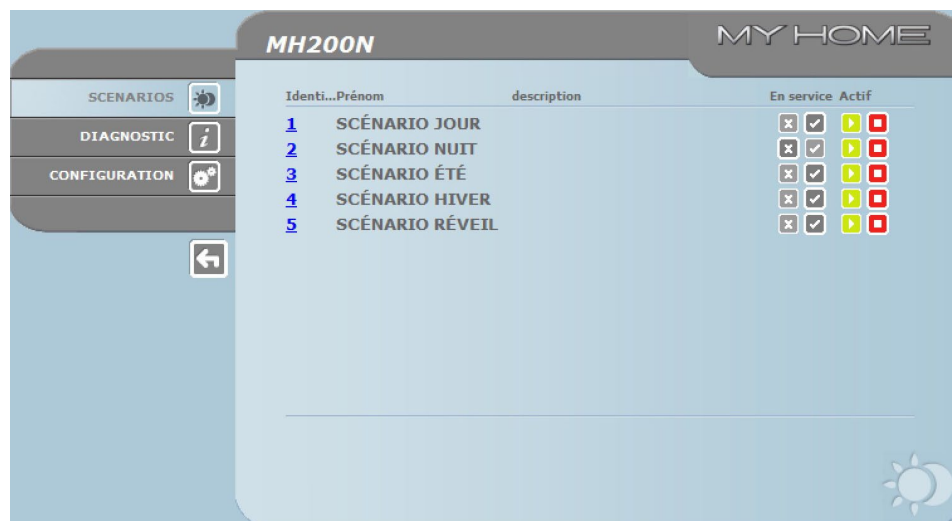 MH200N
MY HOME
SCENARIOS
DIAGNOSTIC
CONFIGURATION
Identi...Prénom description En service Actif
1 SCÉNARIO JOUR
2 SCÉNARIO NUIT
3 SCÉNARIO ÉTÉ
4 SCÉNARIO HIVER
5 SCÉNARIO RÉVEIL